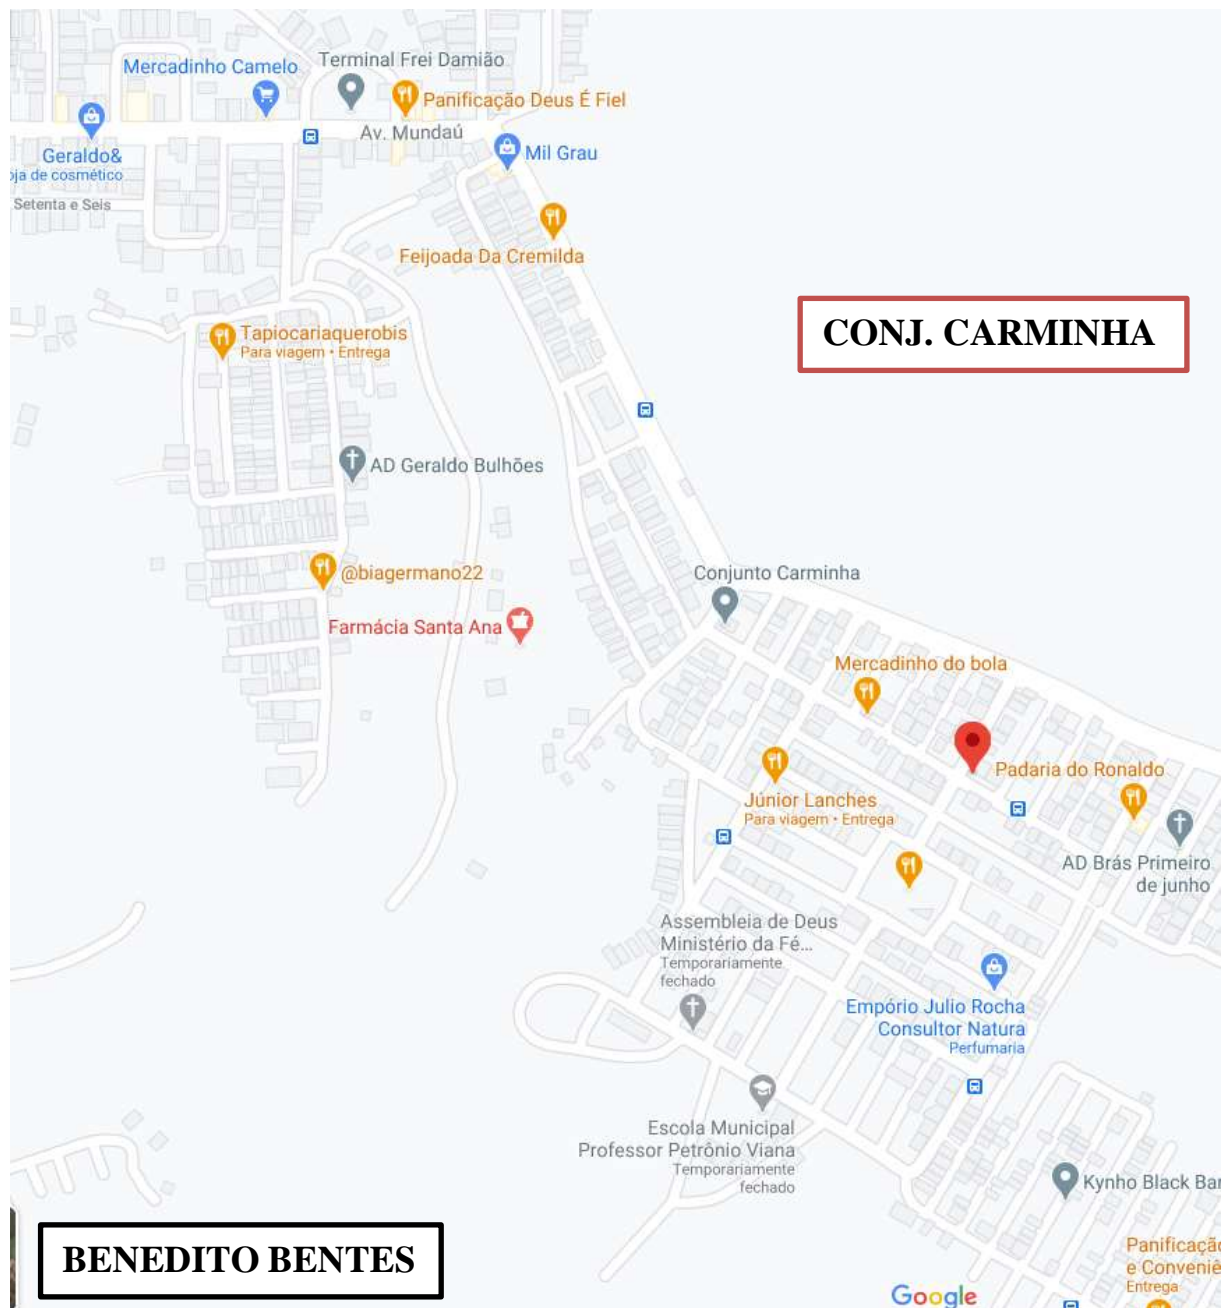 Terminal Frei Damião
Mercadinho Camelo
Panificação Deus É Fiel
Av. Mundaú
Mil Grau
Geraldo&
ja de cosmético
Setenta e Seis
Feijoada Da Cremilda
CONJ. CARMINHA
Tapiocariaquerobis
Para viagem • Entrega
AD Geraldo Bulhões
@biagermano22
Conjunto Carminha
Farmácia Santa Ana
Mercadinho do bola
Padaria do Ronaldo
Júnior Lanches
Para viagem • Entrega
AD Brás Primeiro
de junho
Assembleia de Deus
Ministério da Fé...
Temporariamente
fechado
Empório Julio Rocha
Consultor Natura
Perfumaria
Escola Municipal
Professor Petrônio Viana
Temporariamente
fechado
Kynho Black Bar
BENEDITO BENTES
Panificação
e Conveniê
Entrega
Google